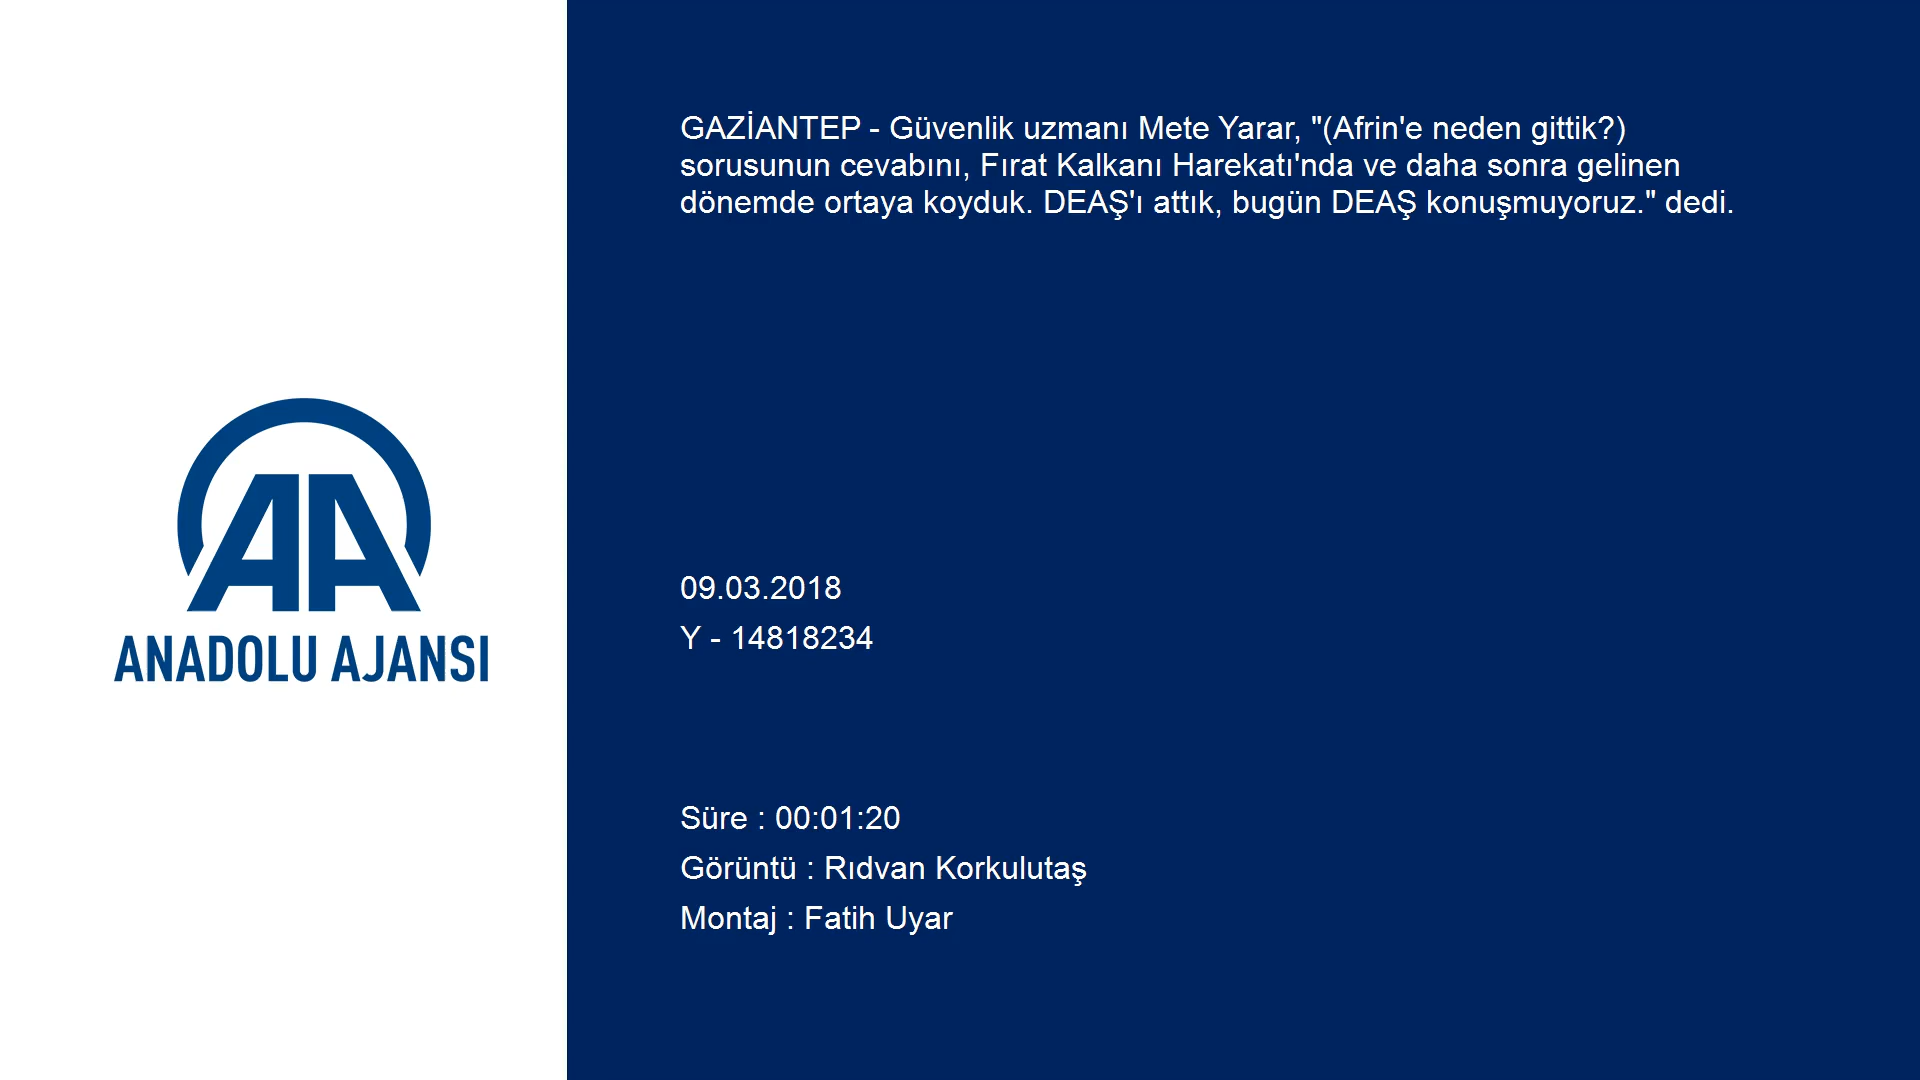 GAZİANTEP - Güvenlik uzmanı Mete Yarar, "(Afrin'e neden gittik?)
sorusunun cevabını, Fırat Kalkanı Harekatı'nda ve daha sonra gelinen
dönemde ortaya koyduk. DEAŞ'ı attık, bugün DEAŞ konuşmuyoruz." dedi.
AA
ANADOLU AJANSI
09.03.2018
Y - 14818234
Süre : 00:01:20
Görüntü : Rıdvan Korkulutaş
Montaj : Fatih Uyar